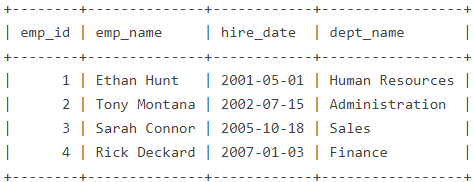 +--------+--------------+------------+-----------------+
| emp_id | emp_name     | hire_date  | dept_name       |
+--------+--------------+------------+-----------------+
|      1 | Ethan Hunt   | 2001-05-01 | Human Resources |
|      2 | Tony Montana | 2002-07-15 | Administration  |
|      3 | Sarah Connor | 2005-10-18 | Sales           |
|      4 | Rick Deckard | 2007-01-03 | Finance         |
+--------+--------------+------------+-----------------+